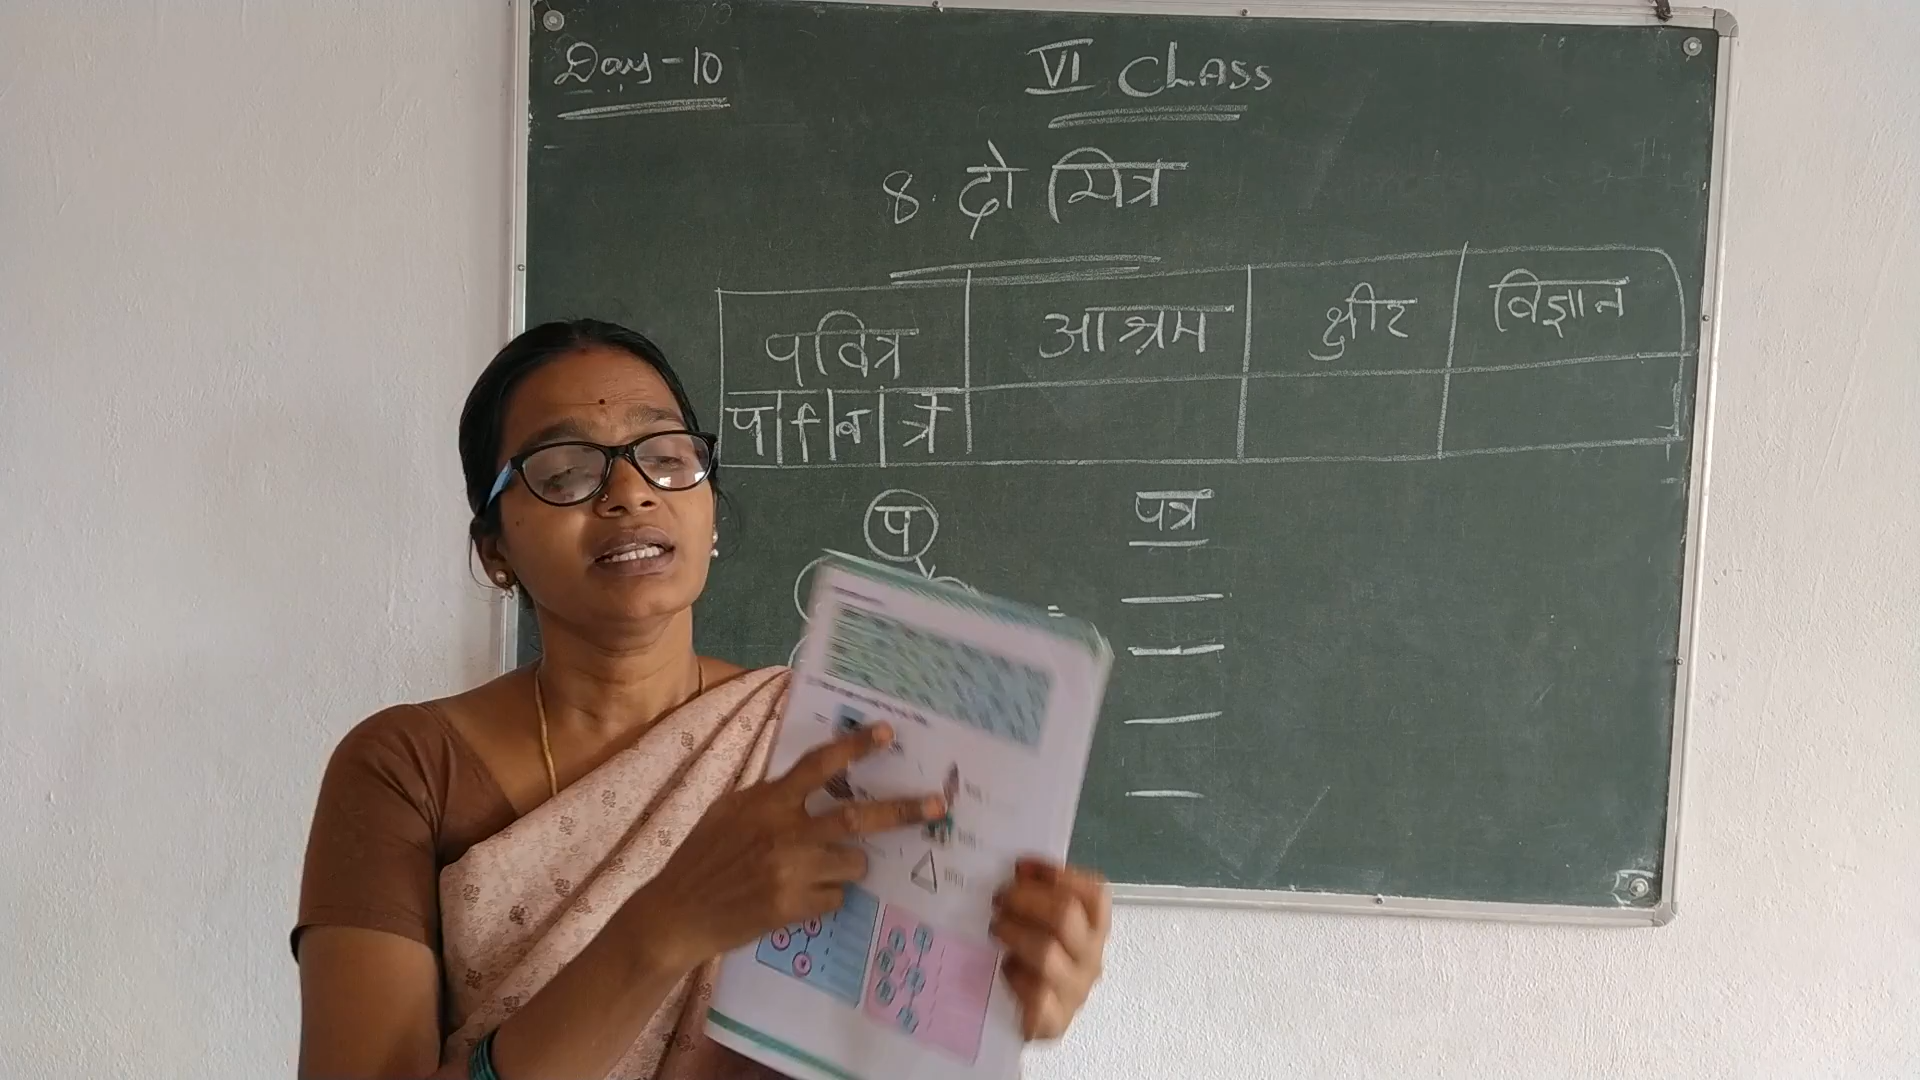 Day-10
VI CLASS
8. दो मित्र
पवित्र आश्रम क्षीर विज्ञान
प ि व त्र
प
पत्र